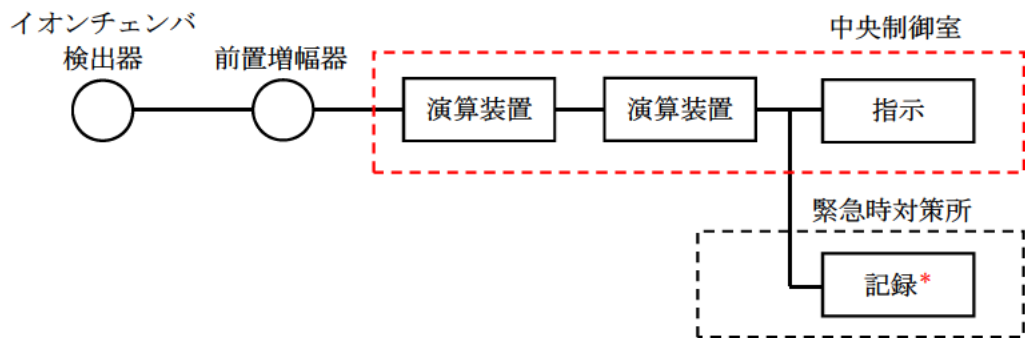 イオンチェンバ
検出器
前置増幅器
中央制御室
演算装置
演算装置
指示
緊急時対策所
記録*